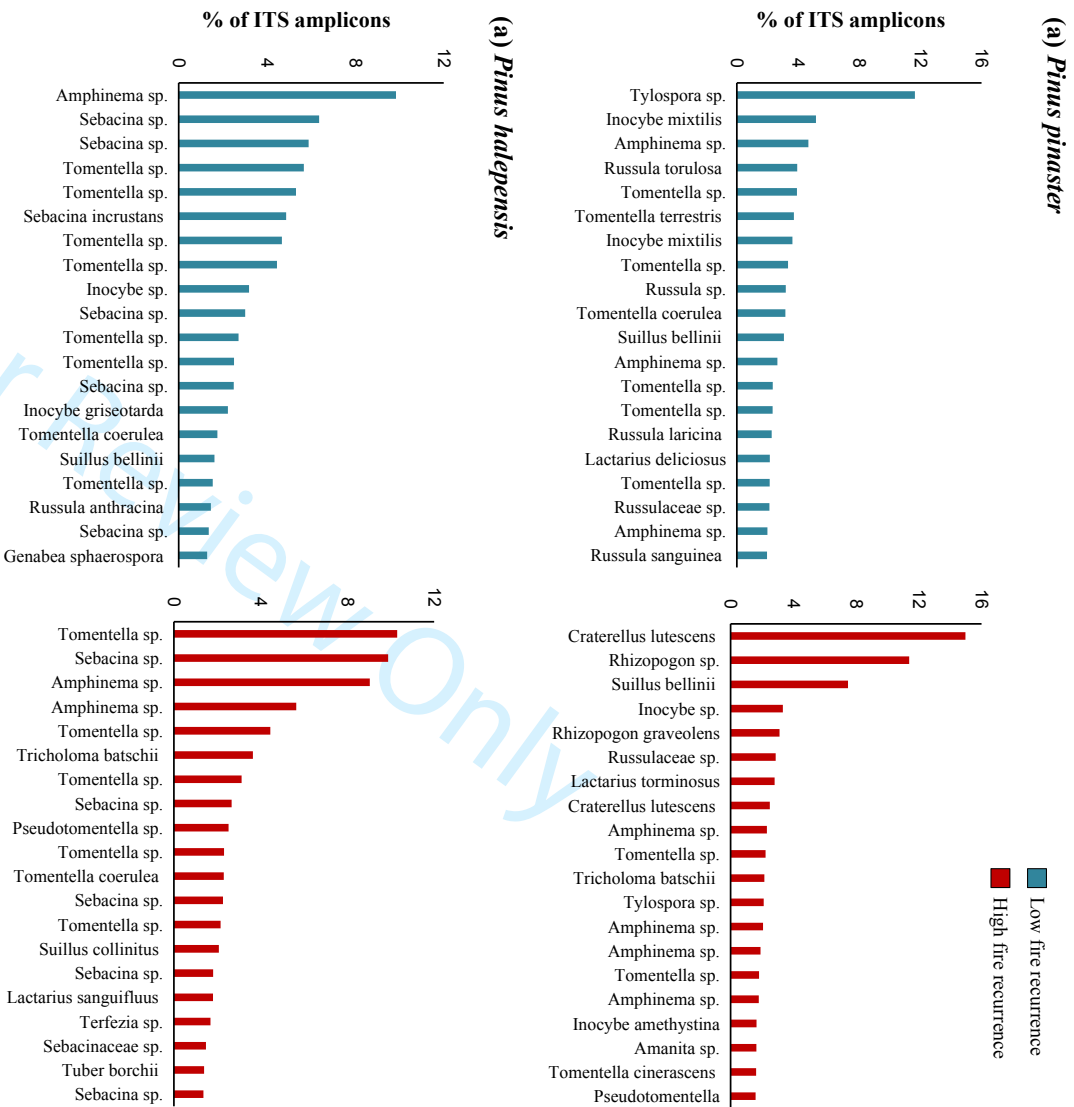 (a) Pinus pinaster
% of ITS amplicons
0 4 8 12 16
Tylospora sp.
Inocybe mixtilis
Amphinema sp.
Russula torulosa
Tomentella sp.
Tomentella terrestris
Inocybe mixtilis
Tomentella sp.
Russula sp.
Tomentella coerulea
Suillus bellinii
Amphinema sp.
Tomentella sp.
Tomentella sp.
Russula laricina
Lactarius deliciosus
Tomentella sp.
Russulaceae sp.
Amphinema sp.
Russula sanguinea
Low fire recurrence
High fire recurrence
0 4 8 12 16
Craterellus lutescens
Rhizopogon sp.
Suillus bellinii
Inocybe sp.
Rhizopogon graveolens
Russulaceae sp.
Lactarius torminosus
Craterellus lutescens
Amphinema sp.
Tomentella sp.
Tricholoma batschii
Tylospora sp.
Amphinema sp.
Amphinema sp.
Tomentella sp.
Amphinema sp.
Inocybe amethystina
Amanita sp.
Tomentella cinerascens
Pseudotomentella
(a) Pinus halepensis
% of ITS amplicons
0 4 8 12
Amphinema sp.
Sebacina sp.
Sebacina sp.
Tomentella sp.
Tomentella sp.
Sebacina incrustans
Tomentella sp.
Tomentella sp.
Inocybe sp.
Sebacina sp.
Tomentella sp.
Tomentella sp.
Sebacina sp.
Inocybe griseotarda
Tomentella coerulea
Suillus bellinii
Tomentella sp.
Russula anthracina
Sebacina sp.
Genabea sphaerospora
0 4 8 12
Tomentella sp.
Sebacina sp.
Amphinema sp.
Amphinema sp.
Tomentella sp.
Tricholoma batschii
Tomentella sp.
Sebacina sp.
Pseudotomentella sp.
Tomentella sp.
Tomentella coerulea
Sebacina sp.
Tomentella sp.
Suillus collinitus
Sebacina sp.
Lactarius sanguifluus
Terfezia sp.
Sebacinaceae sp.
Tuber borchii
Sebacina sp.
r Review Only